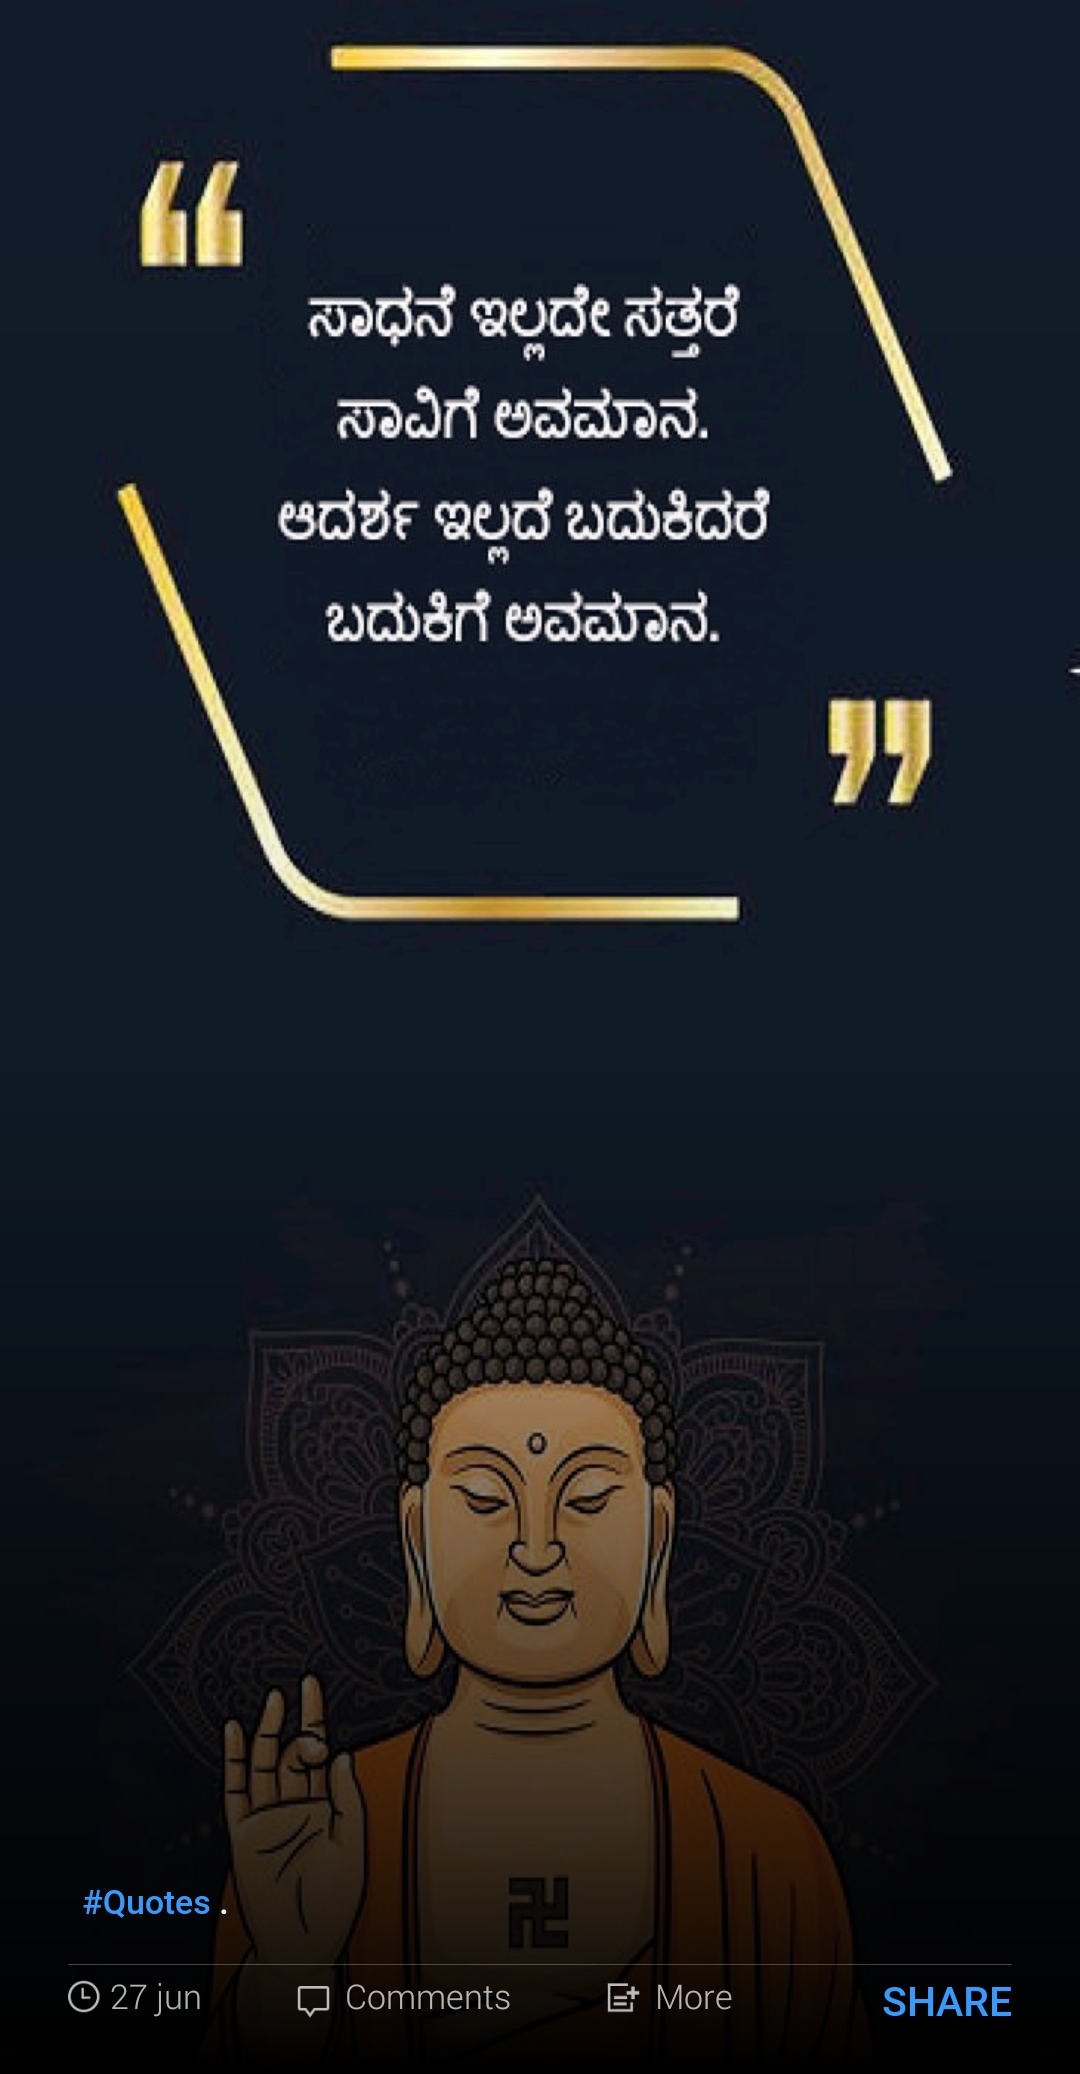 “
ಸಾಧನೆ ಇಲ್ಲದೇ ಸತ್ತರೆ
ಸಾವಿಗೆ ಅವಮಾನ.
ಆದರ್ಶ ಇಲ್ಲದೆ ಬದುಕಿದರೆ
ಬದುಕಿಗೆ ಅವಮಾನ.
”
卍
#Quotes .
27 jun Comments More SHARE